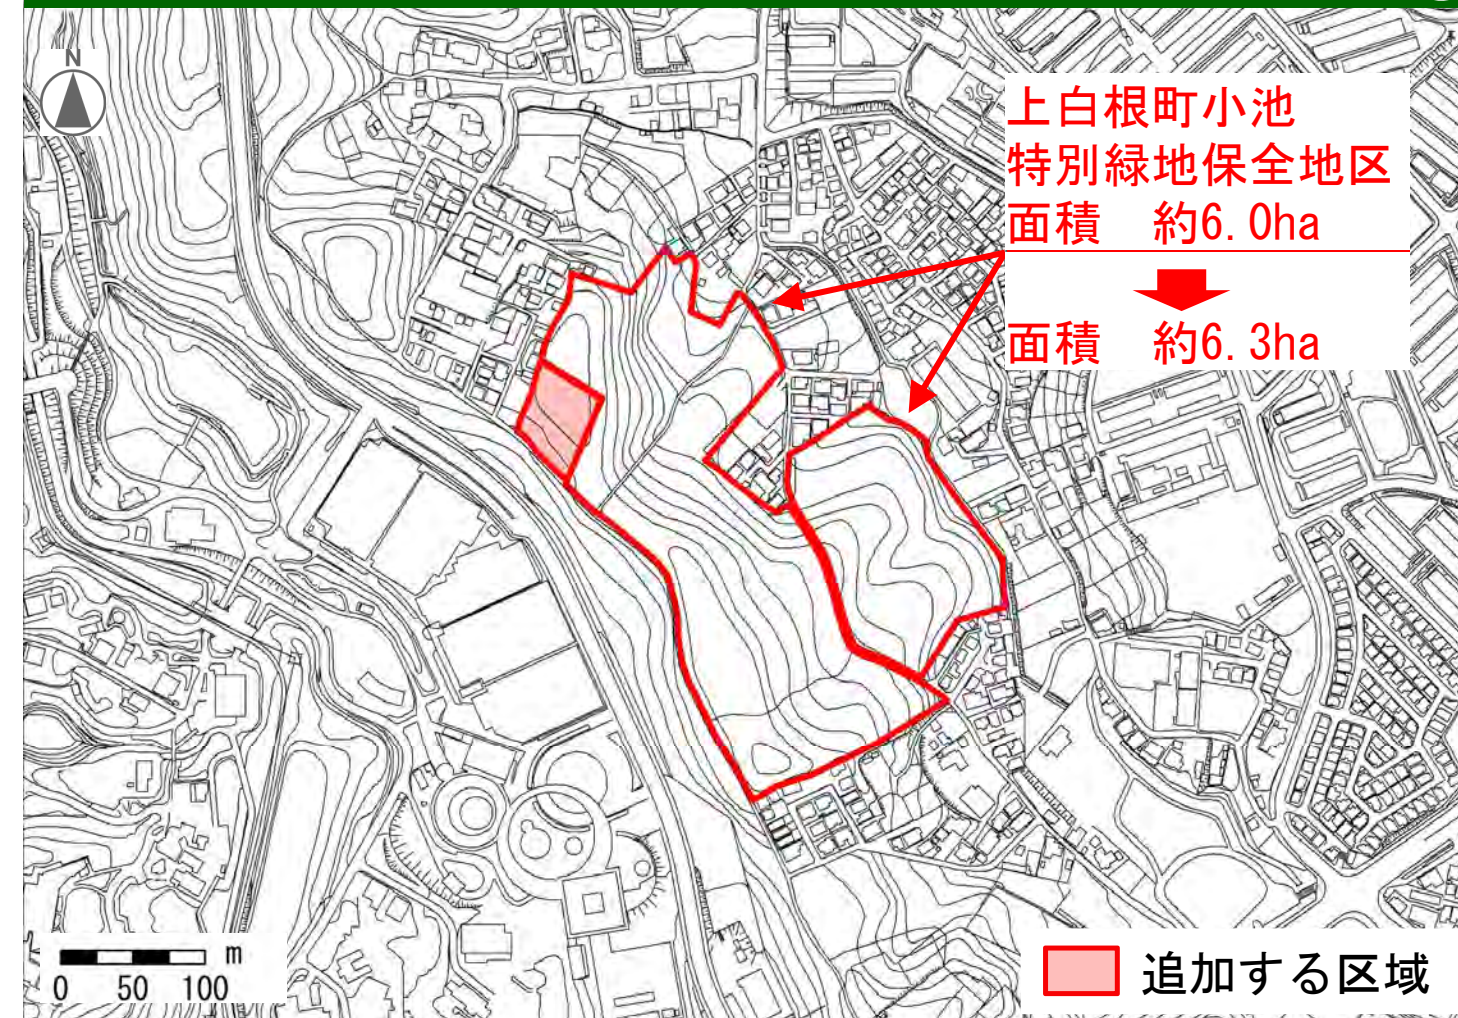 N
上白根町小池
特別緑地保全地区
面積　約6.0ha
面積　約6.3ha
m
0 50 100
追加する区域